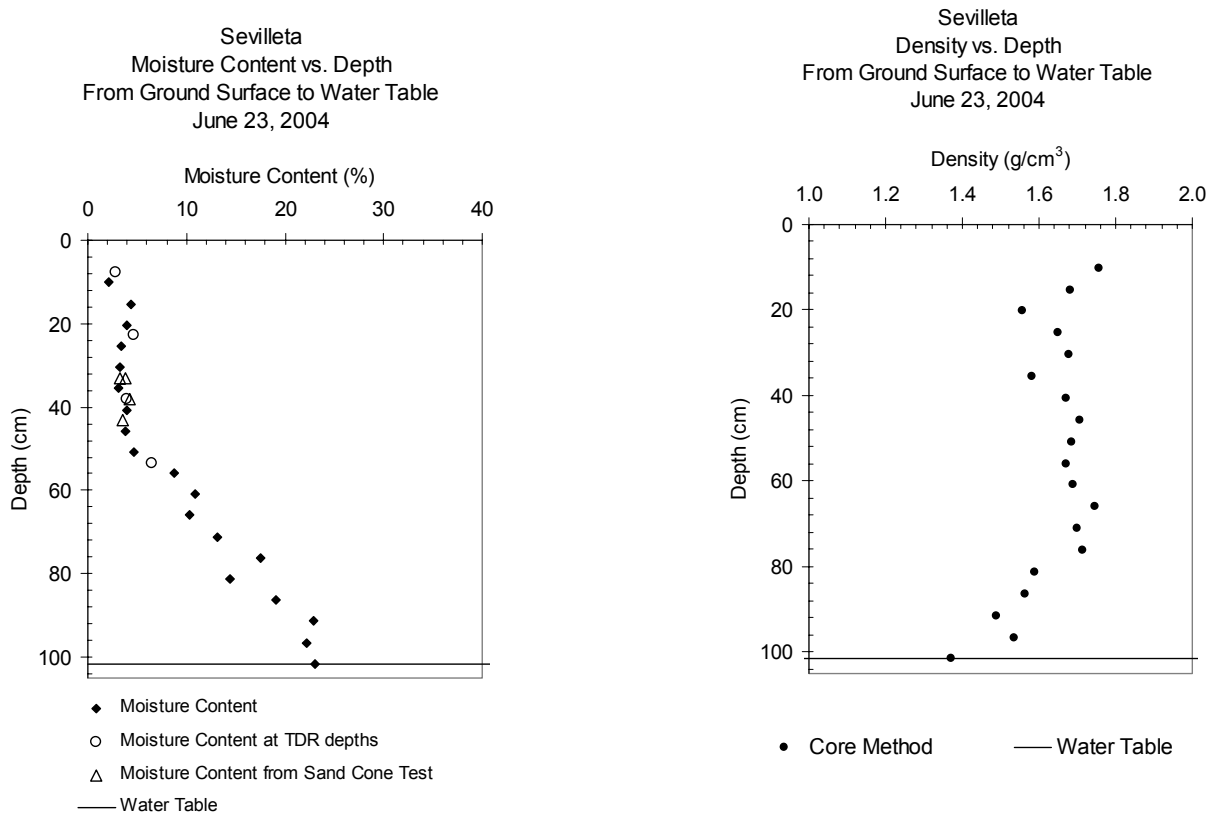 Sevilleta
Moisture Content vs. Depth
From Ground Surface to Water Table
June 23, 2004
Moisture Content (%)
0 10 20 30 40
0
20
40
60
80
100
Depth (cm)
Moisture Content
Moisture Content at TDR depths
Moisture Content from Sand Cone Test
Water Table
Sevilleta
Density vs. Depth
From Ground Surface to Water Table
June 23, 2004
Density (g/cm³)
1.0 1.2 1.4 1.6 1.8 2.0
0
20
40
60
80
100
Depth (cm)
Core Method Water Table